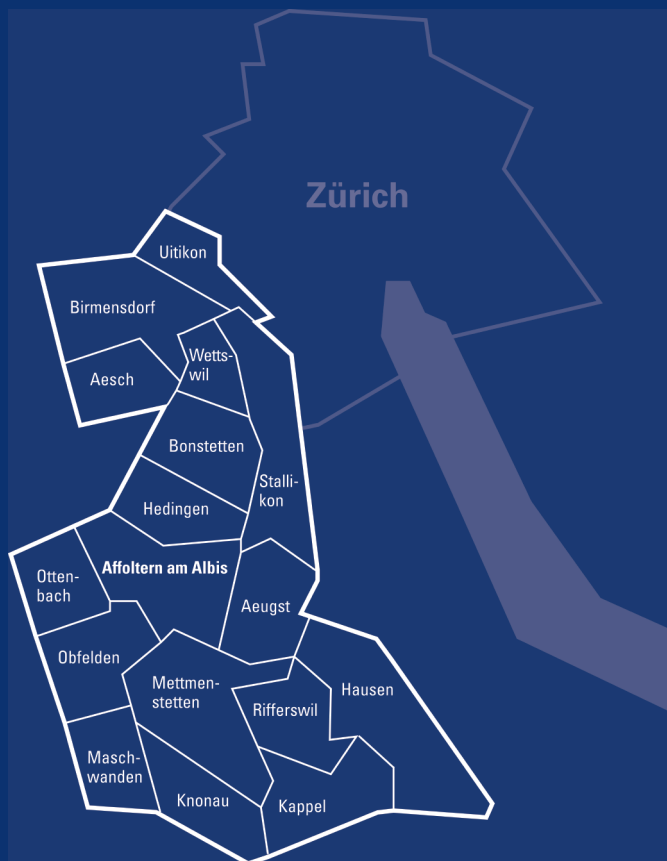 Zürich
Uitikon
Birmensdorf
Wetts-
wil
Aesch
Bonstetten
Stalli-
kon
Hedingen
Affoltern am Albis
Otten-
bach
Aeugst
Obfelden
Mettmen-
stetten
Hausen
Rifferswil
Masch-
wanden
Knonau
Kappel